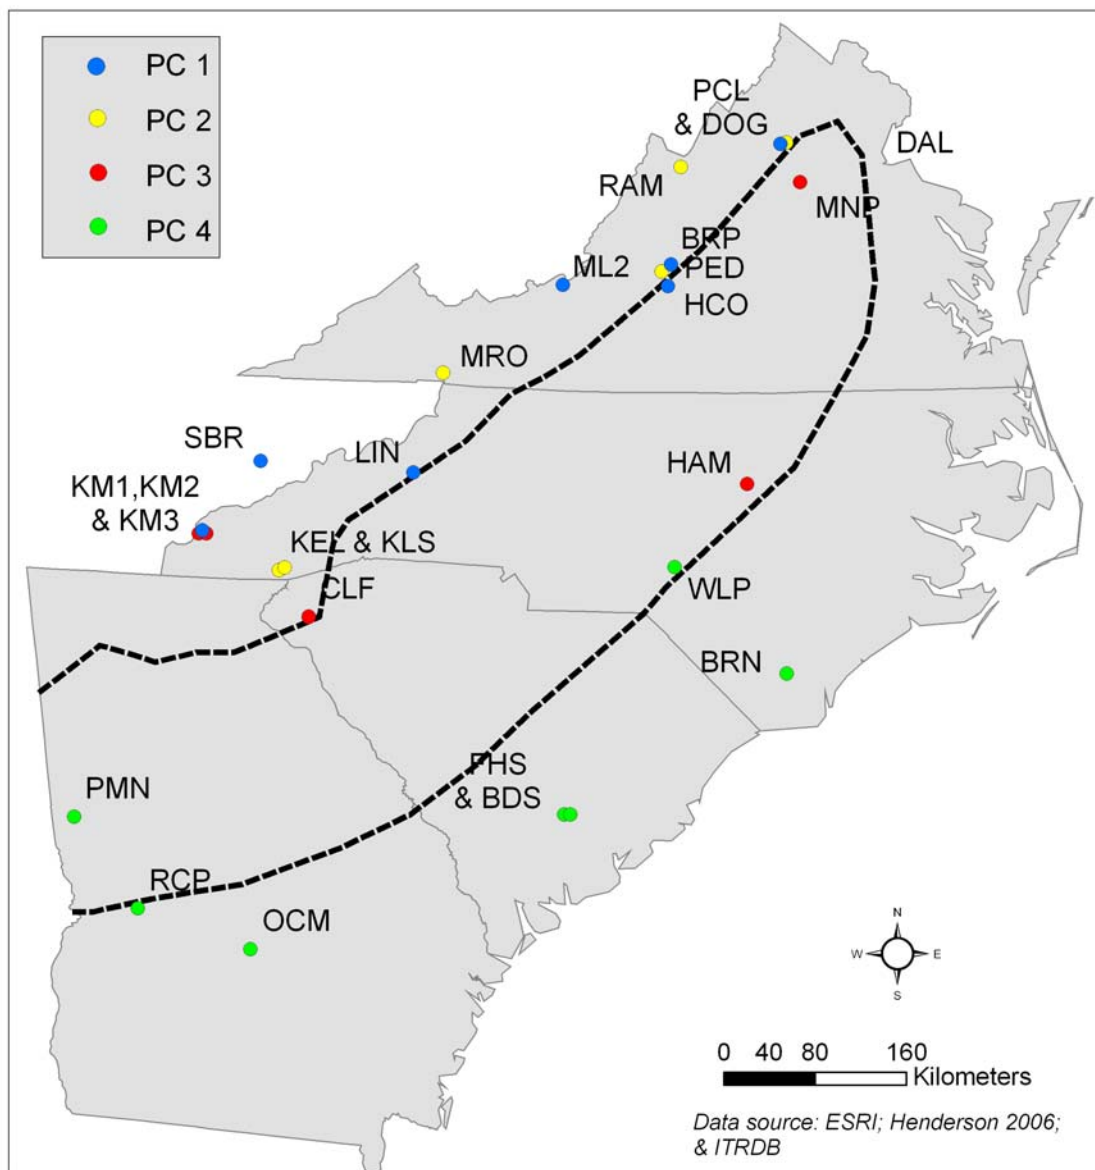 PC 1
PC 2
PC 3
PC 4
PCL
& DOG
DAL
RAM
MNP
BRP
ML2
PED
HCO
MRO
SBR
LIN
HAM
KM1,KM2
& KM3
KEL & KLS
CLF
WLP
BRN
FHS
& BDS
PMN
RCP
OCM
N
W
E
S
0 40 80 160
Kilometers
Data source: ESRI; Henderson 2006;
& ITRDB